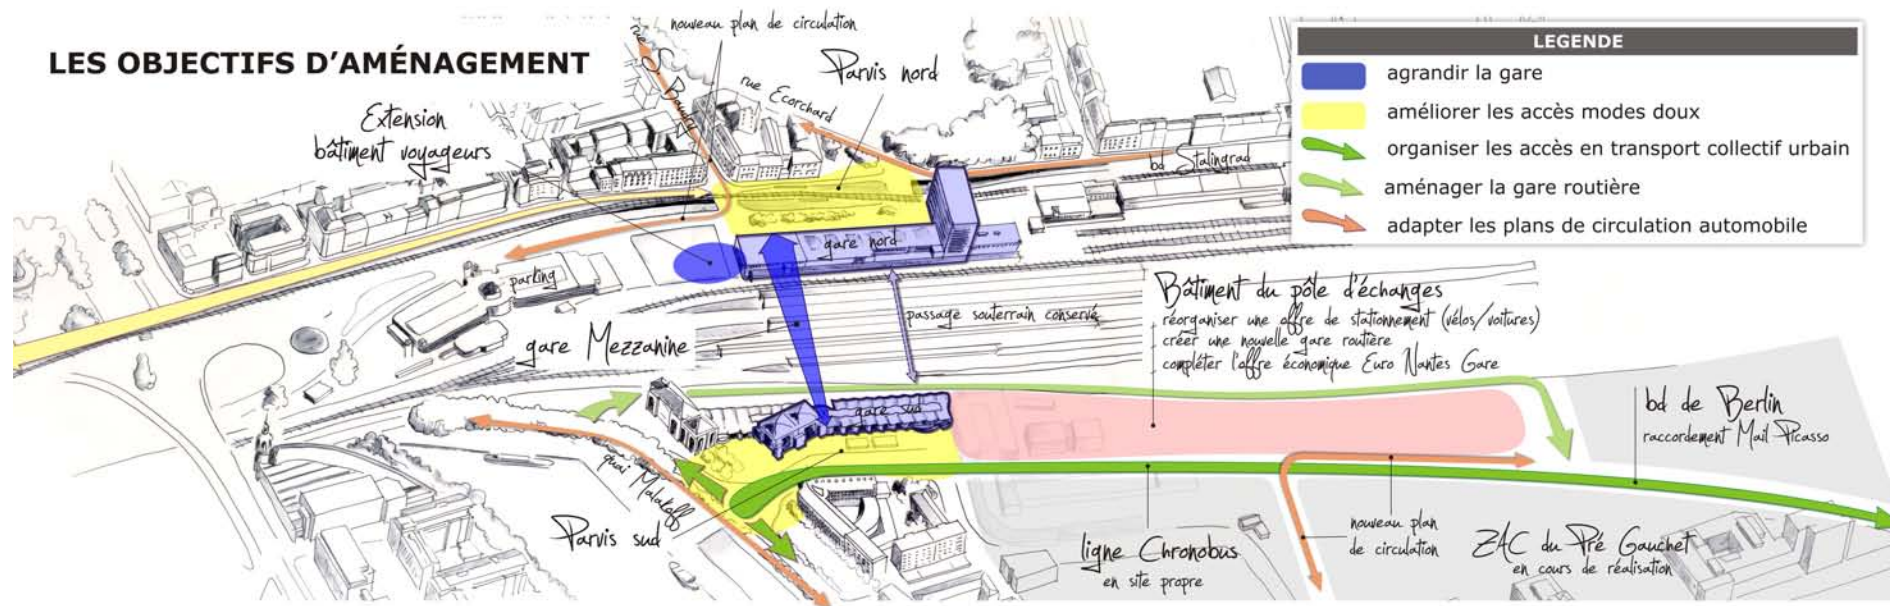 LES OBJECTIFS D'AMÉNAGEMENT
nouveau plan de circulation
rue S Baudry
Parvis nord
rue Ecorchard
Extension
bâtiment voyageurs
bd Stalingrad
LEGENDE
agrandir la gare
améliorer les accès modes doux
organiser les accès en transport collectif urbain
aménager la gare routière
adapter les plans de circulation automobile
gare nord
parking
gare Mezzanine
passage souterrain conservé
Bâtiment du pôle d'échanges
réorganiser une offre de stationnement (vélos/voitures)
créer une nouvelle gare routière
compléter l'offre économique Euro Nantes Gare
gare sud
bd de Berlin
raccordement Mail Picasso
quai Malakoff
Parvis sud
ligne Chronobus
en site propre
nouveau plan
de circulation
ZAC du Pré Gauchet
en cours de réalisation